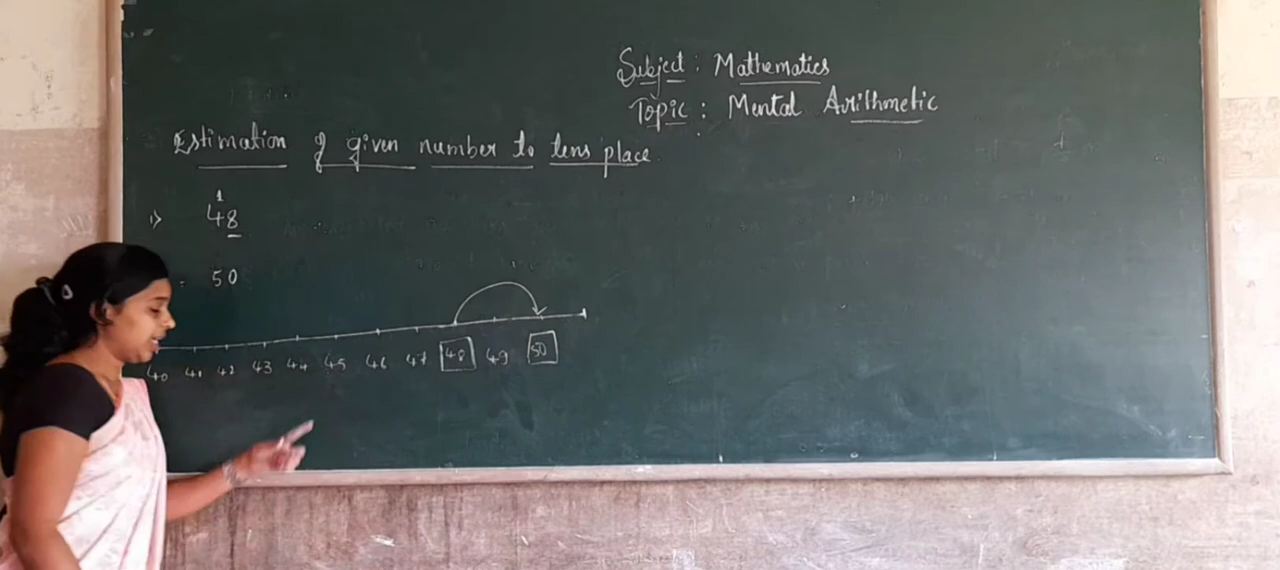 Subject : Mathematics
Topic : Mental Arithmetic
Estimation of given number to tens place.
1
1) 48
= 50
40 41 42 43 44 45 46 47 48 49 50